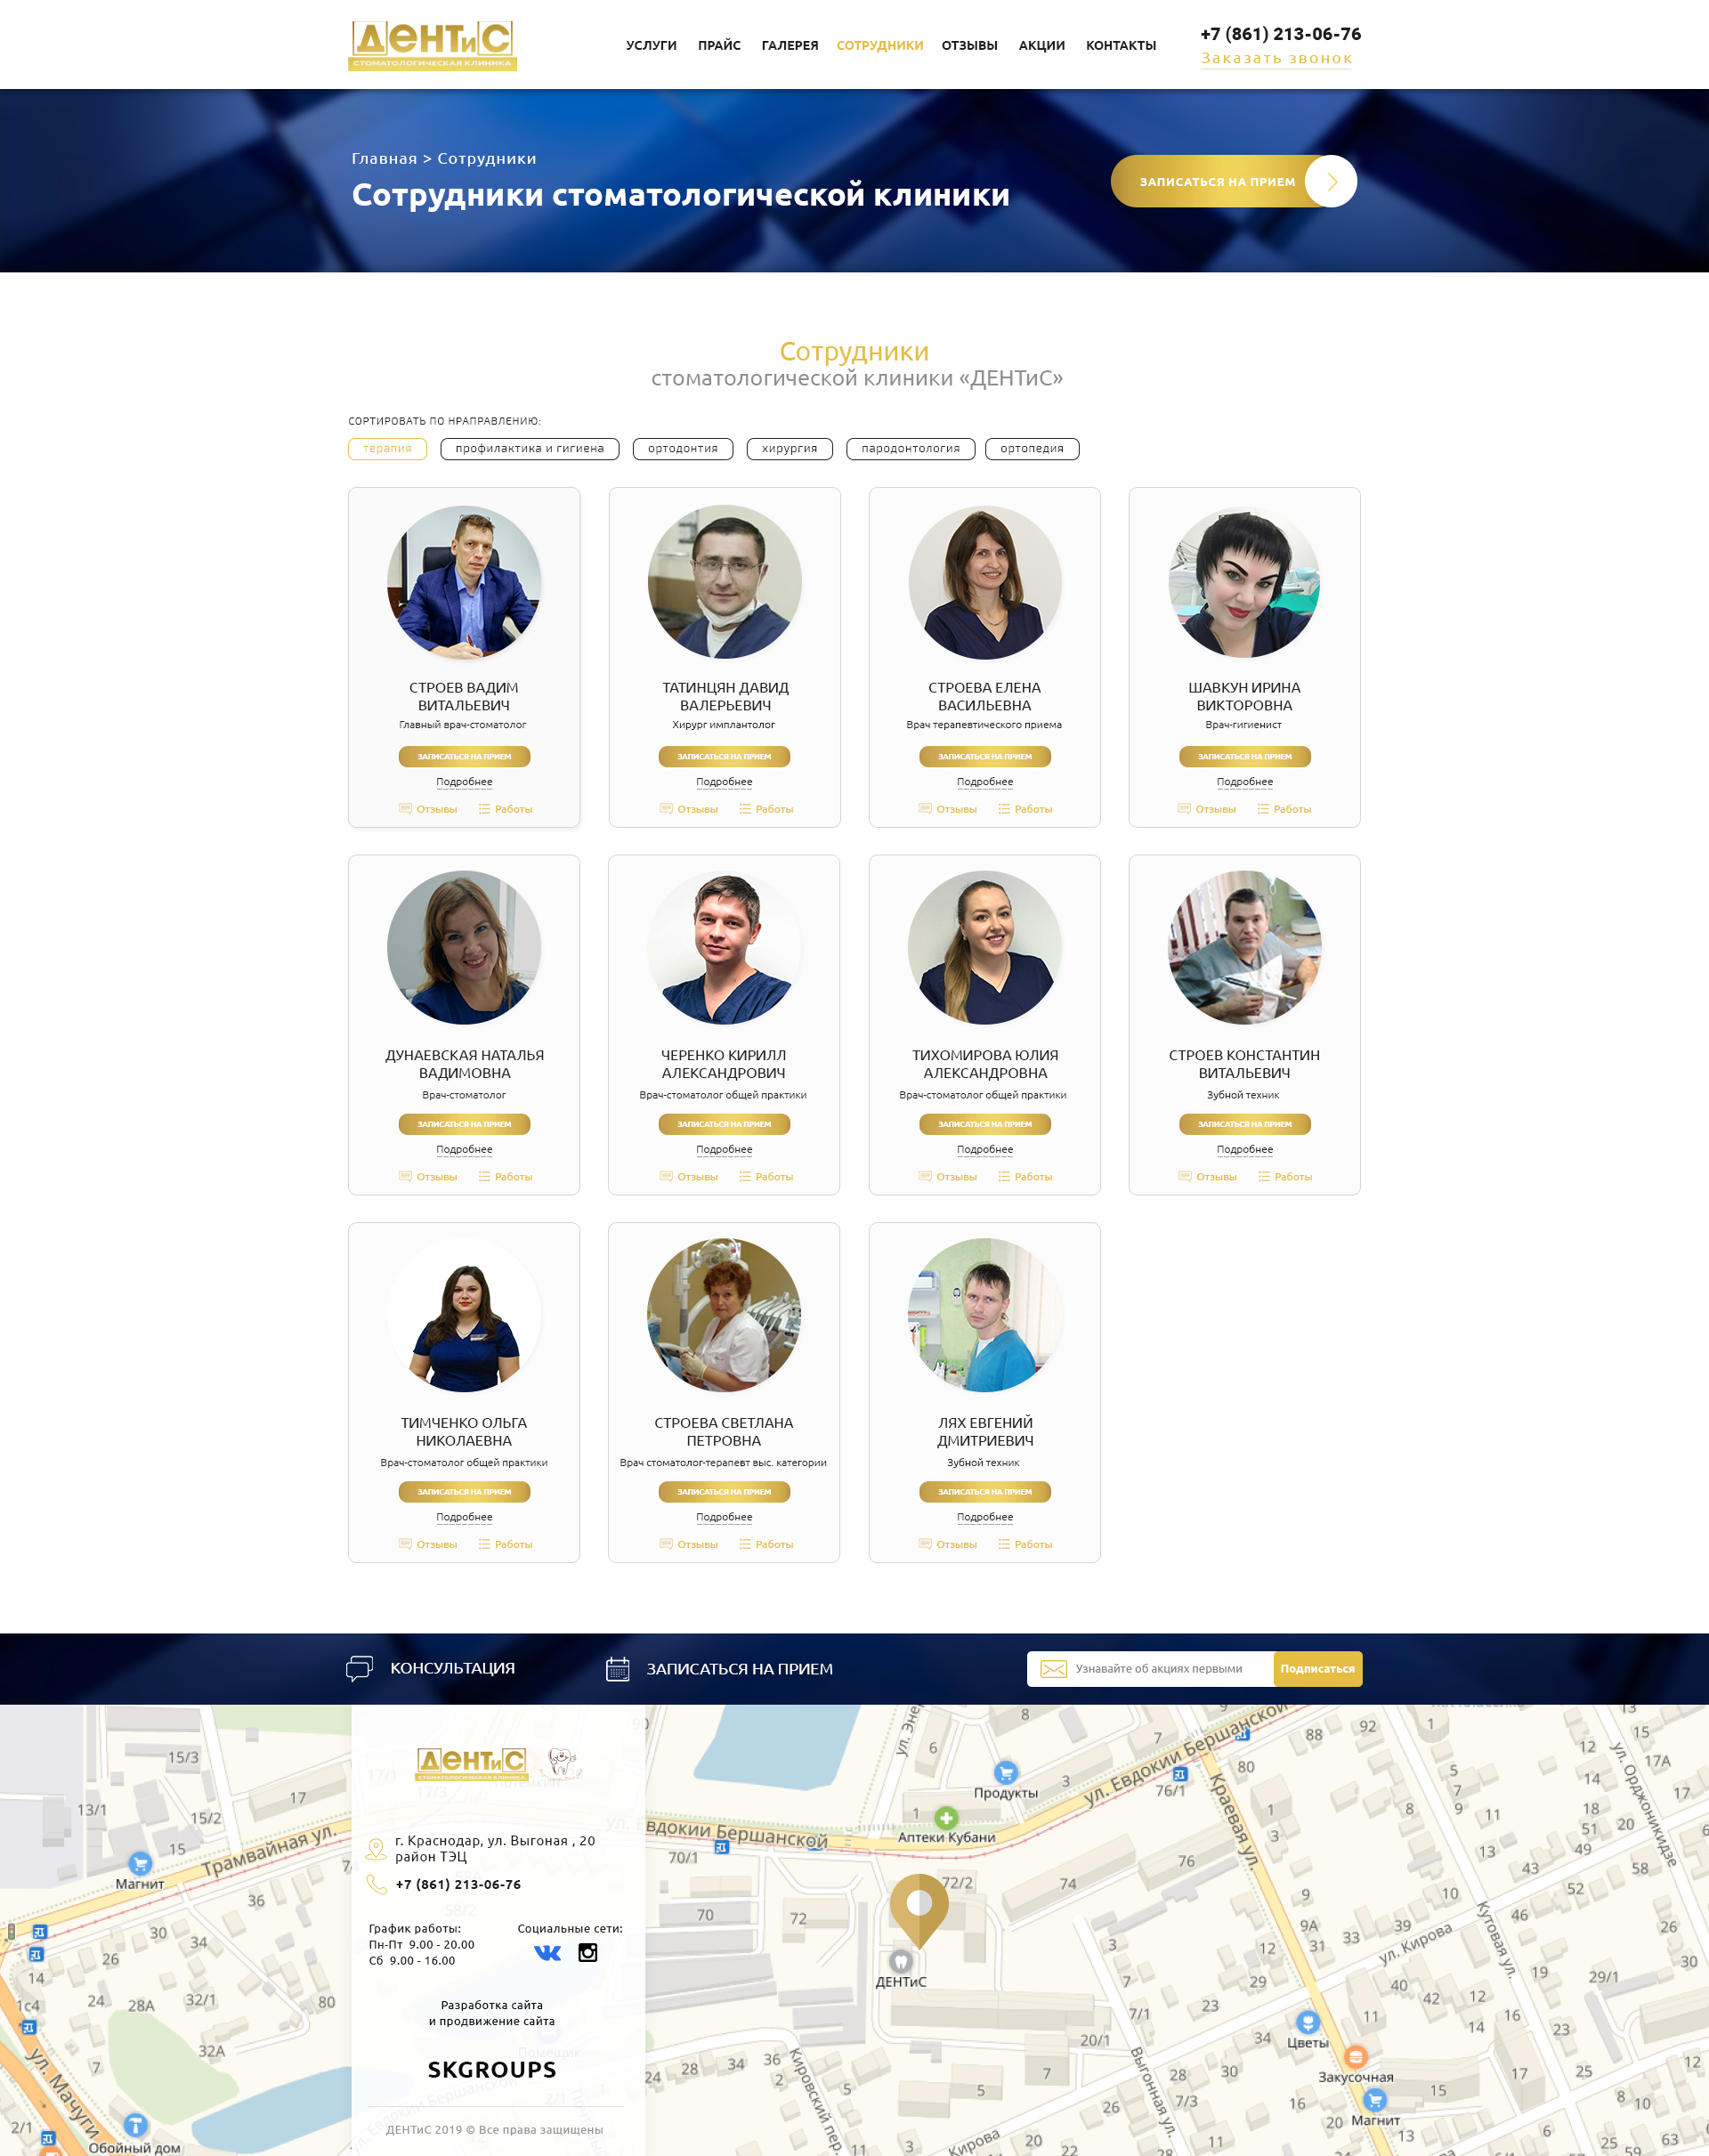 ДЕНТиС
СТОМАТОЛОГИЧЕСКАЯ КЛИНИКА
УСЛУГИ ПРАЙС ГАЛЕРЕЯ СОТРУДНИКИ ОТЗЫВЫ АКЦИИ КОНТАКТЫ
+7 (861) 213-06-76
Заказать звонок
Главная > Сотрудники
Сотрудники стоматологической клиники
ЗАПИСАТЬСЯ НА ПРИЕМ
Сотрудники
стоматологической клиники «ДЕНТиС»
СОРТИРОВАТЬ ПО НРАПРАВЛЕНИЮ:
терапия профилактика и гигиена ортодонтия хирургия пародонтология ортопедия
СТРОЕВ ВАДИМ
ВИТАЛЬЕВИЧ
Главный врач-стоматолог
ЗАПИСАТЬСЯ НА ПРИЕМ
Подробнее
Отзывы Работы
ТАТИНЦЯН ДАВИД
ВАЛЕРЬЕВИЧ
Хирург имплантолог
ЗАПИСАТЬСЯ НА ПРИЕМ
Подробнее
Отзывы Работы
СТРОЕВА ЕЛЕНА
ВАСИЛЬЕВНА
Врач терапевтического приема
ЗАПИСАТЬСЯ НА ПРИЕМ
Подробнее
Отзывы Работы
ШАВКУН ИРИНА
ВИКТОРОВНА
Врач-гигиенист
ЗАПИСАТЬСЯ НА ПРИЕМ
Подробнее
Отзывы Работы
ДУНАЕВСКАЯ НАТАЛЬЯ
ВАДИМОВНА
Врач-стоматолог
ЗАПИСАТЬСЯ НА ПРИЕМ
Подробнее
Отзывы Работы
ЧЕРЕНКО КИРИЛЛ
АЛЕКСАНДРОВИЧ
Врач-стоматолог общей практики
ЗАПИСАТЬСЯ НА ПРИЕМ
Подробнее
Отзывы Работы
ТИХОМИРОВА ЮЛИЯ
АЛЕКСАНДРОВНА
Врач-стоматолог общей практики
ЗАПИСАТЬСЯ НА ПРИЕМ
Подробнее
Отзывы Работы
СТРОЕВ КОНСТАНТИН
ВИТАЛЬЕВИЧ
Зубной техник
ЗАПИСАТЬСЯ НА ПРИЕМ
Подробнее
Отзывы Работы
ТИМЧЕНКО ОЛЬГА
НИКОЛАЕВНА
Врач-стоматолог общей практики
ЗАПИСАТЬСЯ НА ПРИЕМ
Подробнее
Отзывы Работы
СТРОЕВА СВЕТЛАНА
ПЕТРОВНА
Врач стоматолог-терапевт выс. категории
ЗАПИСАТЬСЯ НА ПРИЕМ
Подробнее
Отзывы Работы
ЛЯХ ЕВГЕНИЙ
ДМИТРИЕВИЧ
Зубной техник
ЗАПИСАТЬСЯ НА ПРИЕМ
Подробнее
Отзывы Работы
КОНСУЛЬТАЦИЯ
ЗАПИСАТЬСЯ НА ПРИЕМ
Узнавайте об акциях первыми
Подписаться
ДЕНТиС
СТОМАТОЛОГИЧЕСКАЯ КЛИНИКА
г. Краснодар, ул. Выгоная , 20
район ТЭЦ
+7 (861) 213-06-76
График работы:
Пн-Пт 9.00 - 20.00
Сб 9.00 - 16.00
Социальные сети:
Разработка сайта
и продвижение сайта
SKGROUPS
ДЕНТиС 2019 © Все права защищены
Трамвайная ул.
Магнит
ул. Мачуги
Обойный дом
ул. Евдокии Бершанской
ул. Евдокии Бершанской
Продукты
Аптеки Кубани
ДЕНТиС
Краевая ул.
ул. Орджоникидзе
Кутовая ул.
ул. Кирова
Цветы
Закусочная
Магнит
Выгонная ул.
Кировский пер.
Кирова